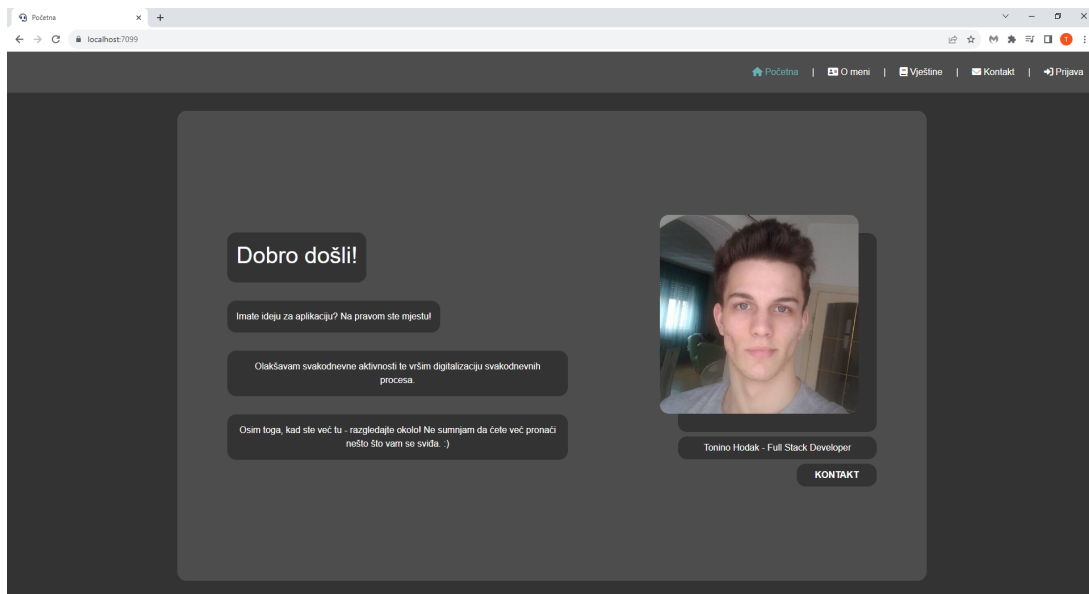 Početna
localhost:7099
T
Početna | O meni | Vještine | Kontakt | Prijava
Dobro došli!
Imate ideju za aplikaciju? Na pravom ste mjestu!
Olakšavam svakodnevne aktivnosti te vršim digitalizaciju svakodnevnih
procesa.
Osim toga, kad ste već tu - razgledajte okolo! Ne sumnjam da ćete već pronaći
nešto što vam se sviđa. :)
Tonino Hodak - Full Stack Developer
KONTAKT